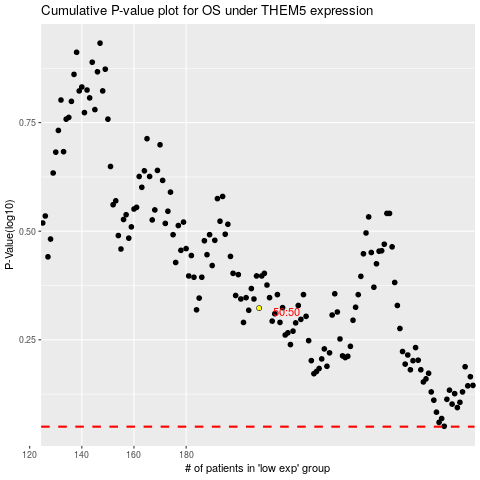 Cumulative P-value plot for OS under THEM5 expression
P-Value(log10)
0.75
0.50
0.25
50:50
120 140 160 180
# of patients in 'low exp' group